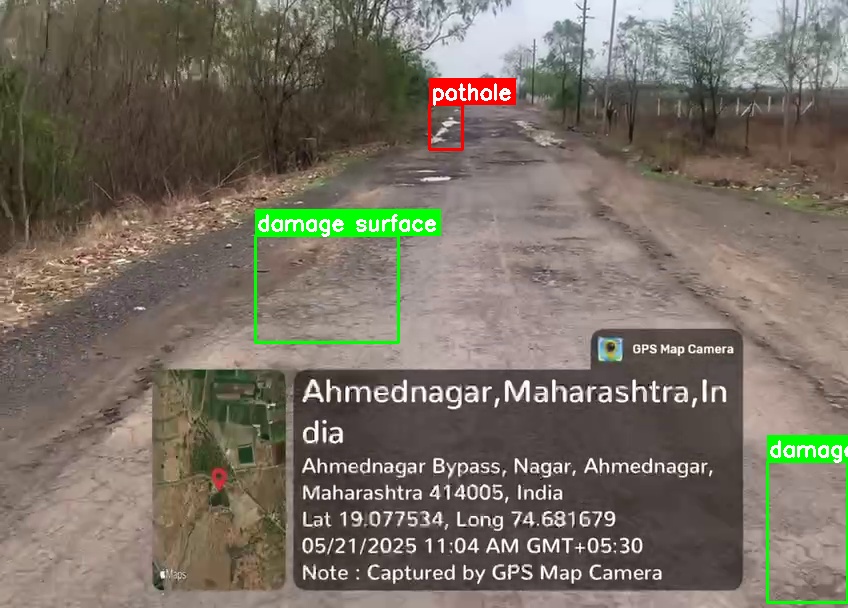 pothole
damage surface
GPS Map Camera
Ahmednagar,Maharashtra,In
dia
Ahmednagar Bypass, Nagar, Ahmednagar,
Maharashtra 414005, India
Lat 19.077534, Long 74.681679
05/21/2025 11:04 AM GMT+05:30
Note : Captured by GPS Map Camera
damage
Maps